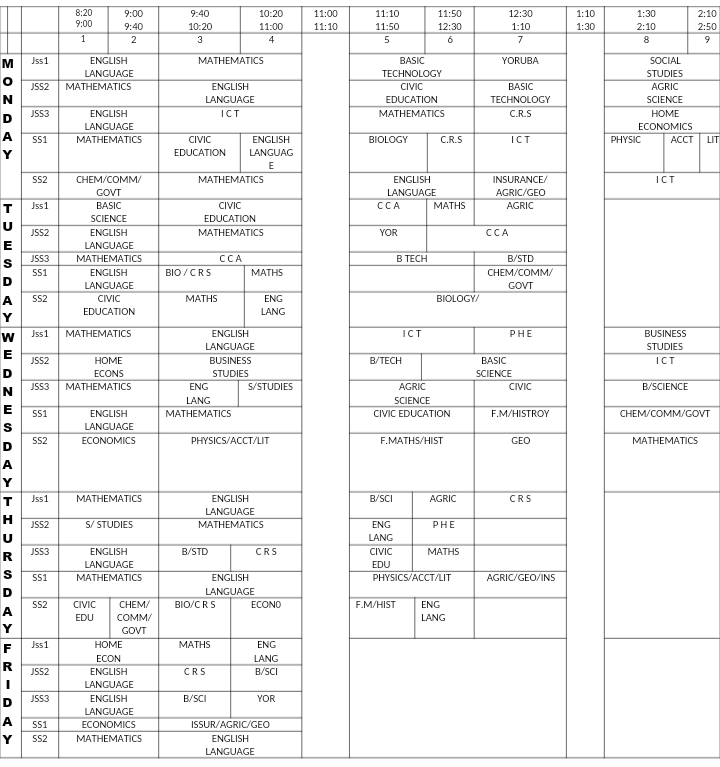 8:20 9:00 9:40 10:20 11:00 11:10 11:50 12:30 1:10 1:30 2:10
9:00 9:40 10:20 11:00 11:10 11:50 12:30 1:10 1:30 2:10 2:50
1 2 3 4 5 6 7 8 9
MONDAY
Jss1 ENGLISH MATHEMATICS BASIC YORUBA SOCIAL
LANGUAGE TECHNOLOGY STUDIES
JSS2 MATHEMATICS ENGLISH CIVIC BASIC AGRIC
LANGUAGE EDUCATION TECHNOLOGY SCIENCE
JSS3 ENGLISH I C T MATHEMATICS C.R.S HOME
LANGUAGE ECONOMICS
SS1 MATHEMATICS CIVIC ENGLISH BIOLOGY C.R.S I C T PHYSIC ACCT LIT
EDUCATION LANGUAG
E
SS2 CHEM/COMM/ MATHEMATICS ENGLISH INSURANCE/ I C T
GOVT LANGUAGE AGRIC/GEO
TUESDAY
Jss1 BASIC CIVIC C C A MATHS AGRIC
SCIENCE EDUCATION
JSS2 ENGLISH MATHEMATICS YOR C C A
LANGUAGE
JSS3 MATHEMATICS C C A B TECH B/STD
SS1 ENGLISH BIO / C R S MATHS CHEM/COMM/
LANGUAGE GOVT
SS2 CIVIC MATHS ENG BIOLOGY/
EDUCATION LANG
WEDNESDAY
Jss1 MATHEMATICS ENGLISH I C T P H E BUSINESS
LANGUAGE STUDIES
JSS2 HOME BUSINESS B/TECH BASIC I C T
ECONS STUDIES SCIENCE
JSS3 MATHEMATICS ENG S/STUDIES AGRIC CIVIC B/SCIENCE
LANG SCIENCE
SS1 ENGLISH MATHEMATICS CIVIC EDUCATION F.M/HISTROY CHEM/COMM/GOVT
LANGUAGE
SS2 ECONOMICS PHYSICS/ACCT/LIT F.MATHS/HIST GEO MATHEMATICS
THURSDAY
Jss1 MATHEMATICS ENGLISH B/SCI AGRIC C R S
LANGUAGE
JSS2 S/ STUDIES MATHEMATICS ENG P H E
LANG
JSS3 ENGLISH B/STD C R S CIVIC MATHS
LANGUAGE EDU
SS1 MATHEMATICS ENGLISH PHYSICS/ACCT/LIT AGRIC/GEO/INS
LANGUAGE
SS2 CIVIC CHEM/ BIO/C R S ECON0 F.M/HIST ENG
EDU COMM/ LANG
GOVT
FRIDAY
Jss1 HOME MATHS ENG
ECON LANG
JSS2 ENGLISH C R S B/SCI
LANGUAGE
JSS3 ENGLISH B/SCI YOR
LANGUAGE
SS1 ECONOMICS ISSUR/AGRIC/GEO
SS2 MATHEMATICS ENGLISH
LANGUAGE